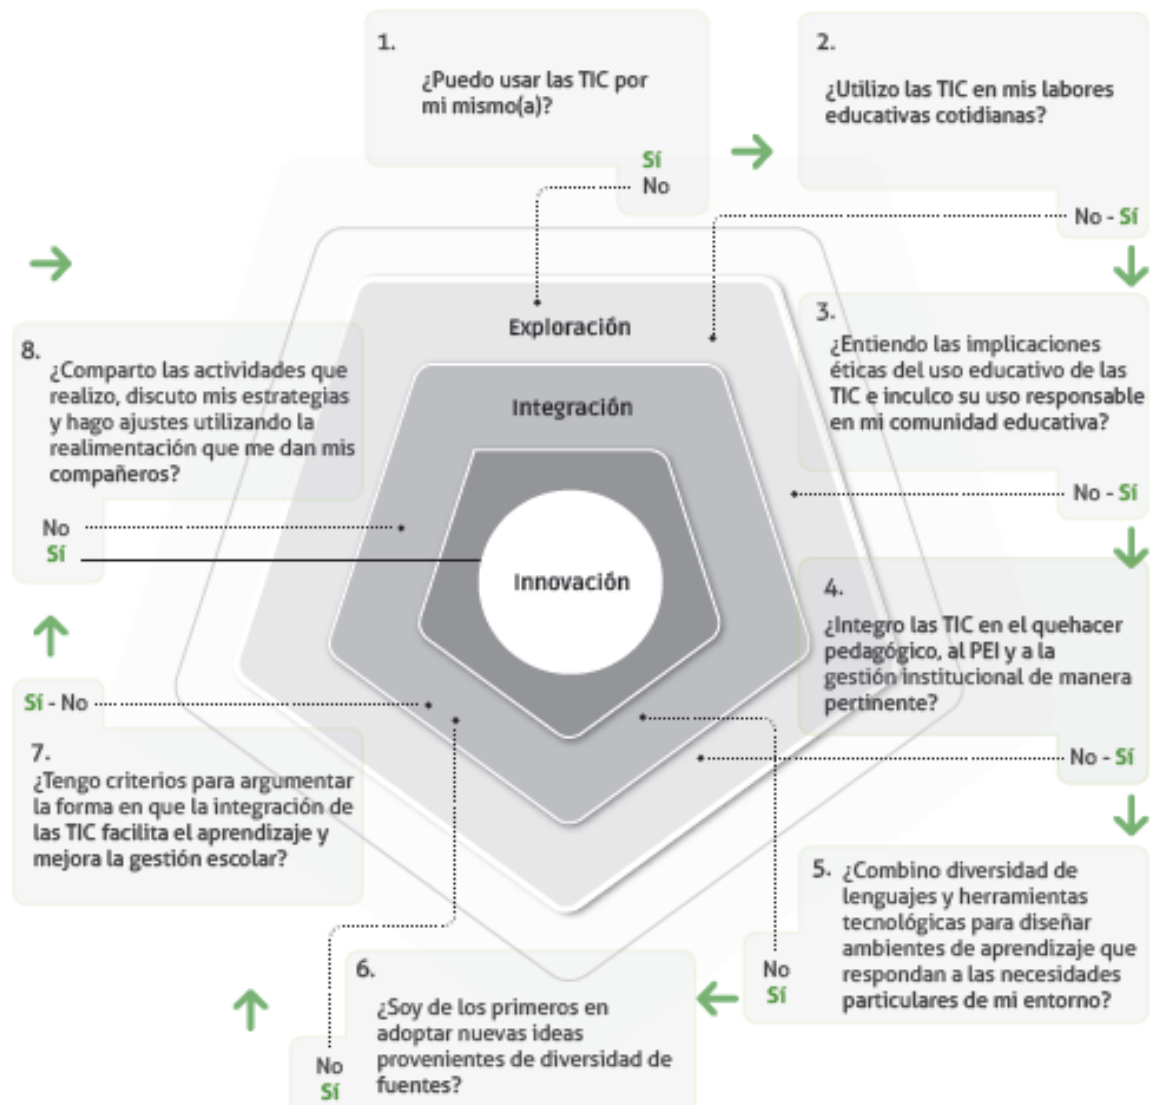 1.
¿Puedo usar las TIC por
mi mismo(a)?
Sí
No
2.
¿Utilizo las TIC en mis labores
educativas cotidianas?
No - Sí
3.
¿Entiendo las implicaciones
éticas del uso educativo de las
TIC e inculco su uso responsable
en mi comunidad educativa?
No - Sí
4.
¿Integro las TIC en el quehacer
pedagógico, al PEI y a la
gestión institucional de manera
pertinente?
No - Sí
5. ¿Combino diversidad de
lenguajes y herramientas
tecnológicas para diseñar
ambientes de aprendizaje que
respondan a las necesidades
particulares de mi entorno?
No
Sí
6.
¿Soy de los primeros en
adoptar nuevas ideas
provenientes de diversidad de
fuentes?
No
Sí
Sí - No
7.
¿Tengo criterios para argumentar
la forma en que la integración de
las TIC facilita el aprendizaje y
mejora la gestión escolar?
8.
¿Comparto las actividades que
realizo, discuto mis estrategias
y hago ajustes utilizando la
realimentación que me dan mis
compañeros?
No
Sí
Exploración
Integración
Innovación